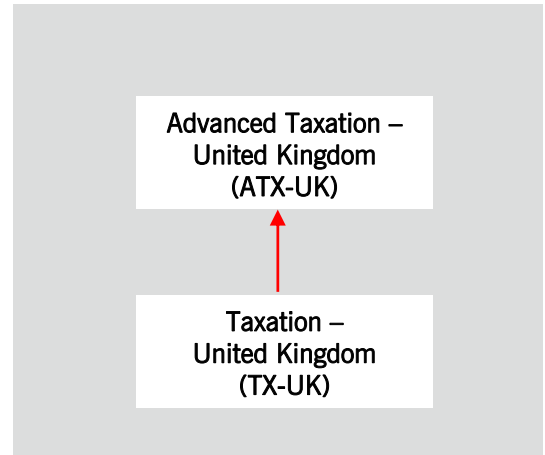 Advanced Taxation –
United Kingdom
(ATX-UK)
Taxation –
United Kingdom
(TX-UK)